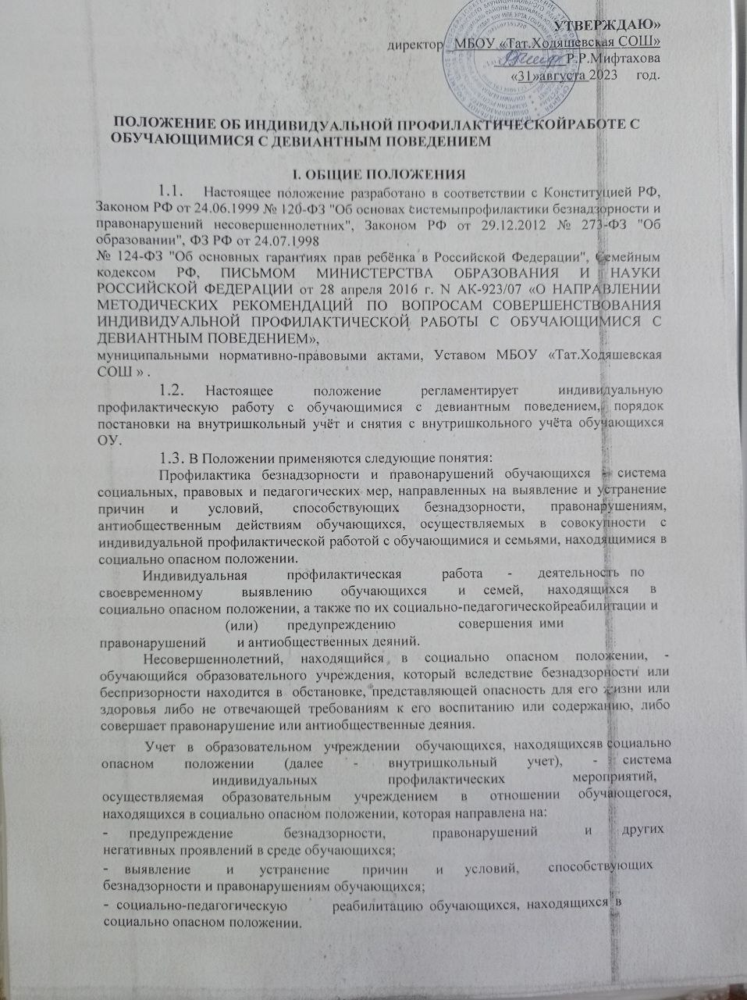 УТВЕРЖДАЮ»
директор МБОУ «Тат.Ходяшевская СОШ»
Р.Р.Мифтахова
«31»августа 2023 год.
ПОЛОЖЕНИЕ ОБ ИНДИВИДУАЛЬНОЙ ПРОФИЛАКТИЧЕСКОЙРАБОТЕ С
ОБУЧАЮЩИМИСЯ С ДЕВИАНТНЫМ ПОВЕДЕНИЕМ
I. ОБЩИЕ ПОЛОЖЕНИЯ
1.1. Настоящее положение разработано в соответствии с Конституцией РФ,
Законом РФ от 24.06.1999 № 120-ФЗ "Об основах системыпрофилактики безнадзорности и
правонарушений несовершеннолетних", Законом РФ от 29.12.2012 № 273-ФЗ "Об
образовании", ФЗ РФ от 24.07.1998
№ 124-ФЗ "Об основных гарантиях прав ребёнка в Российской Федерации", Семейным
кодексом РФ, ПИСЬМОМ МИНИСТЕРСТВА ОБРАЗОВАНИЯ И НАУКИ
РОССИЙСКОЙ ФЕДЕРАЦИИ от 28 апреля 2016 г. N АК-923/07 «О НАПРАВЛЕНИИ
МЕТОДИЧЕСКИХ РЕКОМЕНДАЦИЙ ПО ВОПРОСАМ СОВЕРШЕНСТВОВАНИЯ
ИНДИВИДУАЛЬНОЙ ПРОФИЛАКТИЧЕСКОЙ РАБОТЫ С ОБУЧАЮЩИМИСЯ С
ДЕВИАНТНЫМ ПОВЕДЕНИЕМ»,
муниципальными нормативно-правовыми актами, Уставом МБОУ «Тат.Ходяшевская
СОШ » .
1.2. Настоящее положение регламентирует индивидуальную
профилактическую работу с обучающимися с девиантным поведением, порядок
постановки на внутришкольный учёт и снятия с внутришкольного учёта обучающихся
ОУ.
1.3. В Положении применяются следующие понятия:
Профилактика безнадзорности и правонарушений обучающихся - система
социальных, правовых и педагогических мер, направленных на выявление и устранение
причин и условий, способствующих безнадзорности, правонарушениям,
антиобщественным действиям обучающихся, осуществляемых в совокупности с
индивидуальной профилактической работой с обучающимися и семьями, находящимися в
социально опасном положении.
Индивидуальная профилактическая работа - деятельность по
своевременному выявлению обучающихся и семей, находящихся в
социально опасном положении, а также по их социально-педагогическойреабилитации и
(или) предупреждению совершения ими
правонарушений и антиобщественных деяний.
Несовершеннолетний, находящийся в социально опасном положении, -
обучающийся образовательного учреждения, который вследствие безнадзорности или
беспризорности находится в обстановке, представляющей опасность для его жизни или
здоровья либо не отвечающей требованиям к его воспитанию или содержанию, либо
совершает правонарушение или антиобщественные деяния.
Учет в образовательном учреждении обучающихся, находящихсяв социально
опасном положении (далее - внутришкольный учет), - система
индивидуальных профилактических мероприятий,
осуществляемая образовательным учреждением в отношении обучающегося,
находящихся в социально опасном положении, которая направлена на:
- предупреждение безнадзорности, правонарушений и других
негативных проявлений в среде обучающихся;
- выявление и устранение причин и условий, способствующих
безнадзорности и правонарушениям обучающихся;
- социально-педагогическую реабилитацию обучающихся, находящихся в
социально опасном положении.